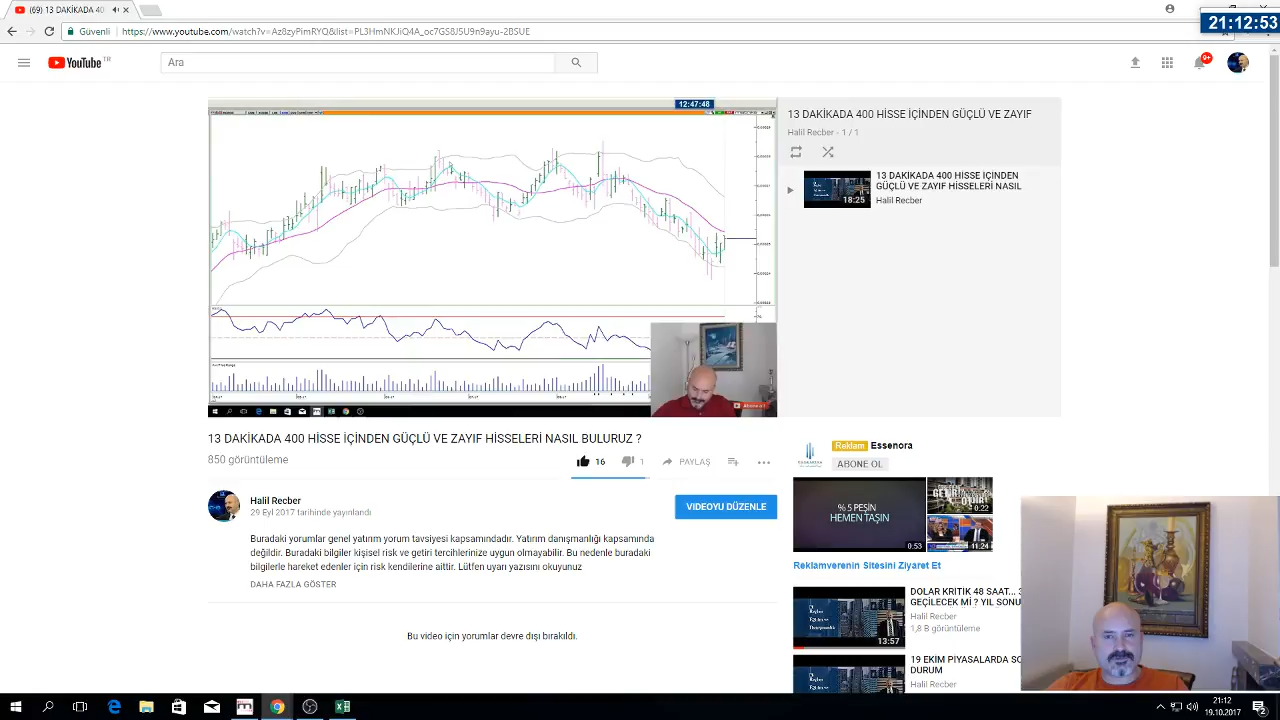 (69) 13 DAKİKADA 40
21:12:53
Güvenli
https://www.youtube.com/watch?v=Az8zyPimRYQ&list=PL3HmNKJiQ4A_oc7GS8J5U9n9ayu-285UE
YouTube TR
Ara
9+
12:47:48
13 DAKİKADA 400 HİSSE İÇİNDEN GÜÇLÜ VE ZAYIF
Halil Recber - 1 / 1
13 DAKİKADA 400 HİSSE İÇİNDEN
GÜÇLÜ VE ZAYIF HİSSELERİ NASIL
Halil Recber
18:25
13 DAKİKADA 400 HİSSE İÇİNDEN GÜÇLÜ VE ZAYIF HİSSELERİ NASIL BULURUZ ?
850 görüntüleme
16
1
PAYLAŞ
Halil Recber
29 Eyl 2017 tarihinde yayınlandı
VIDEOYU DÜZENLE
Buradaki yorumlar genel yatırım yorum tavsiyesi kapsamındadır. Yatırım danışmanlığı kapsamında
değildir. Buradaki bilgiler kişisel risk ve getiri tercihlerinize uygun olmayabilir. Bu nedenle buradaki
bilgilerle hareket edenler için risk kendilerine aittir. Lütfen uyarı yazısını okuyunuz
DAHA FAZLA GÖSTER
Bu video için yorumlar devre dışı bırakıldı.
Reklam Essenora
ABONE OL
% 5 PEŞİN
HEMEN TAŞIN
0:53
0:22
11:24
Reklamverenin Sitesini Ziyaret Et
DOLAR KRİTİK 48 SAAT... 3
GEÇİLECEK Mİ ? YIL SONU
Halil Recber
1,8 B görüntüleme
13:57
19 EKİM PİYASALARDA SO
DURUM
Halil Recber
21:12
19.10.2017
2